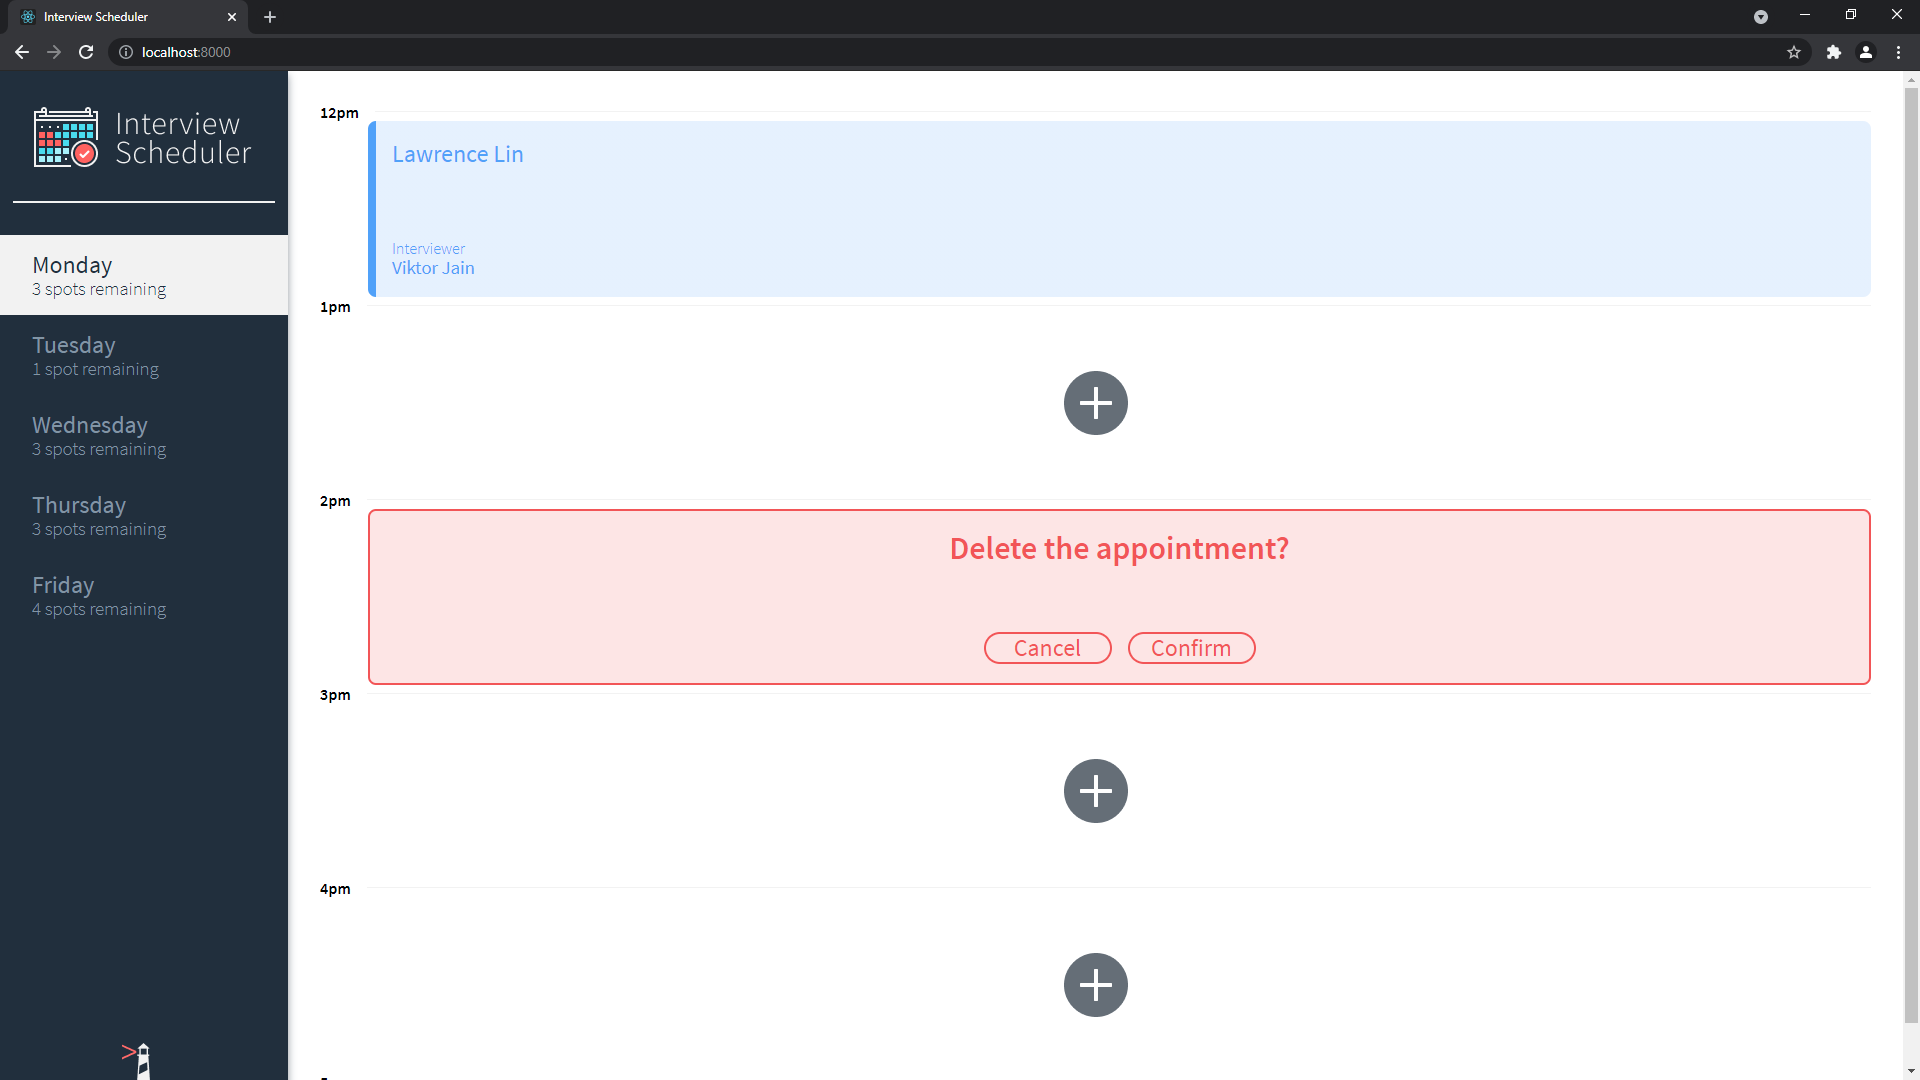 Interview Scheduler
localhost:8000
Interview
Scheduler
Monday
3 spots remaining
Tuesday
1 spot remaining
Wednesday
3 spots remaining
Thursday
3 spots remaining
Friday
4 spots remaining
12pm
Lawrence Lin
Interviewer
Viktor Jain
1pm
2pm
Delete the appointment?
Cancel Confirm
3pm
4pm